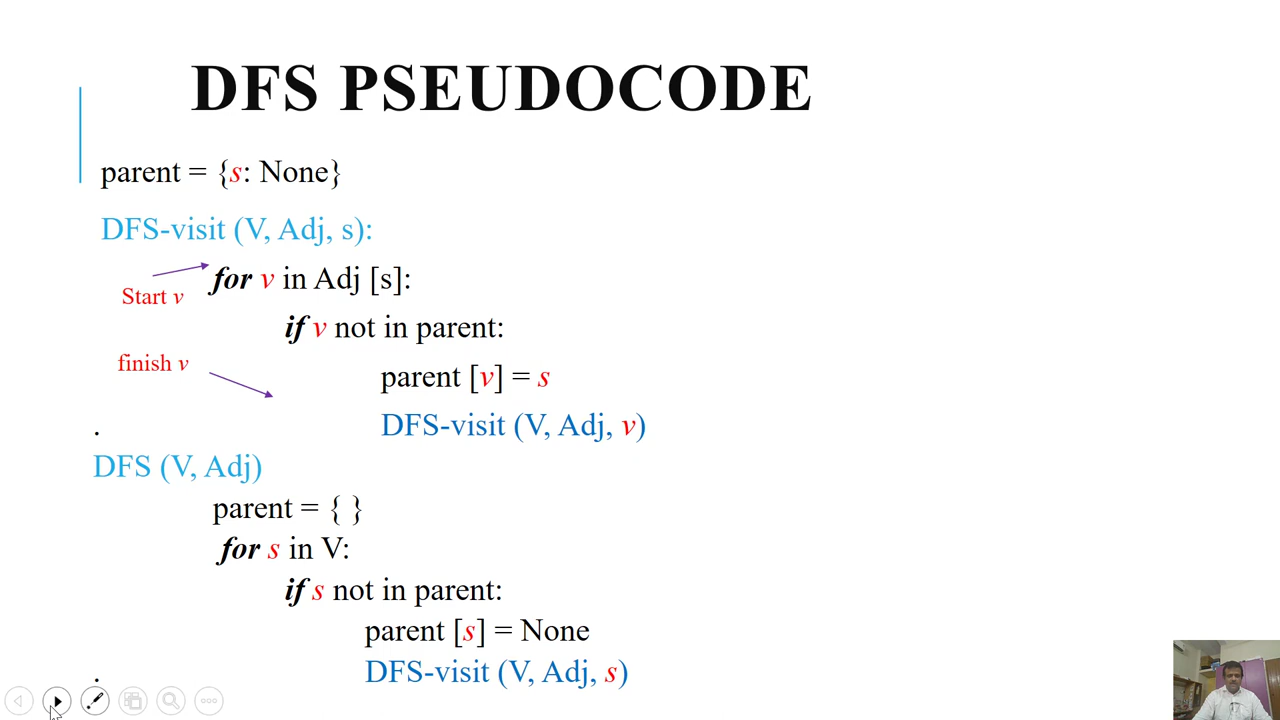 DFS PSEUDOCODE
parent = {s: None}
DFS-visit (V, Adj, s):
for v in Adj [s]:
Start v
if v not in parent:
finish v
parent [v] = s
. DFS-visit (V, Adj, v)
DFS (V, Adj)
parent = { }
for s in V:
if s not in parent:
parent [s] = None
. DFS-visit (V, Adj, s)